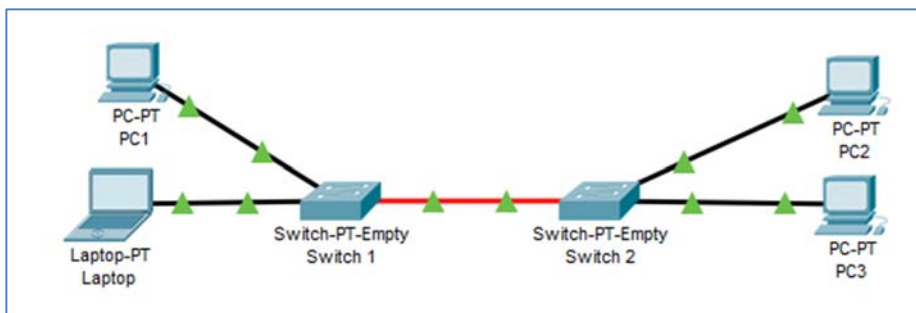 PC-PT
PC1
Laptop-PT
Laptop
Switch-PT-Empty
Switch 1
Switch-PT-Empty
Switch 2
PC-PT
PC2
PC-PT
PC3